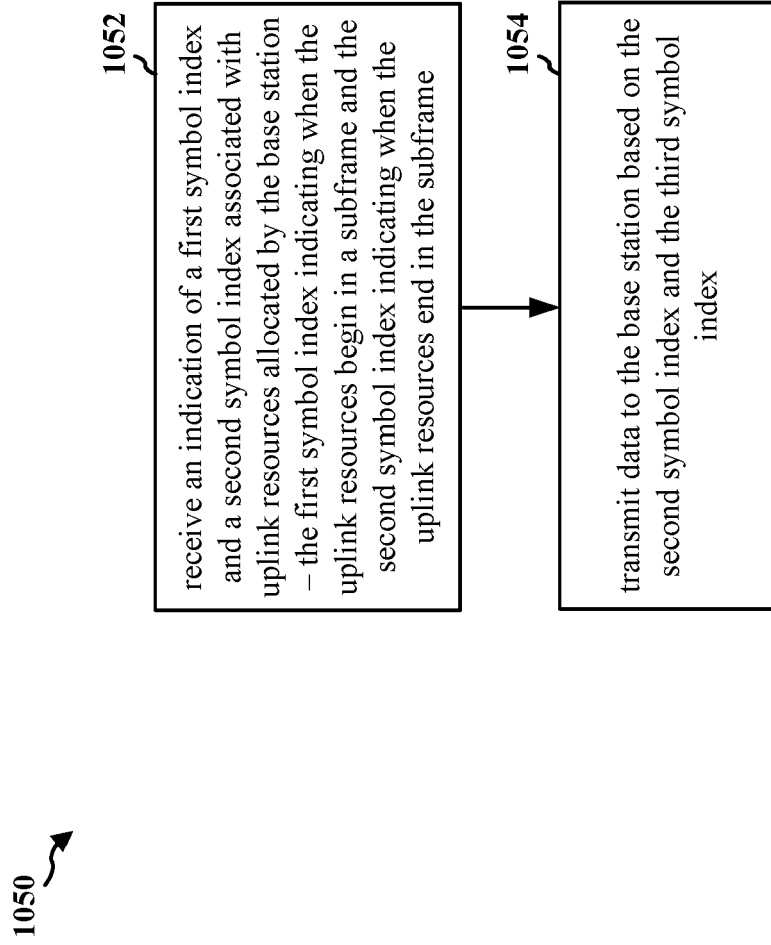 1050
1052
receive an indication of a first symbol index
and a second symbol index associated with
uplink resources allocated by the base station
– the first symbol index indicating when the
uplink resources begin in a subframe and the
second symbol index indicating when the
uplink resources end in the subframe
1054
transmit data to the base station based on the
second symbol index and the third symbol
index